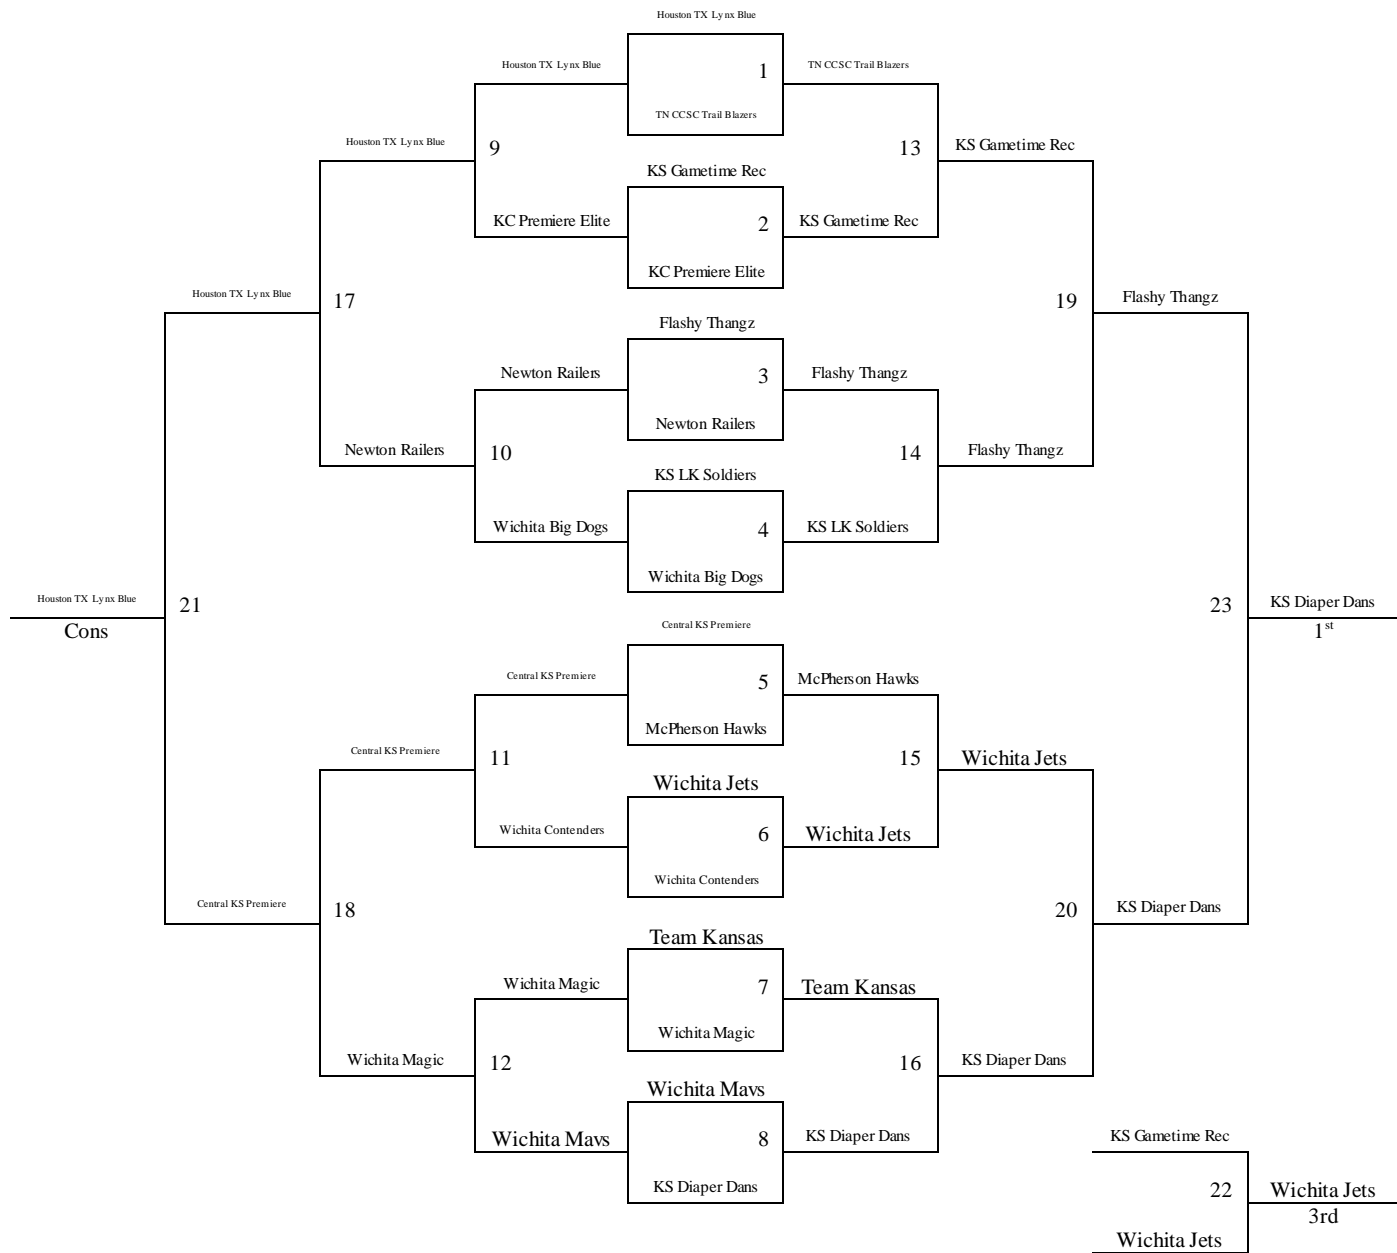 Houston TX Lynx Blue
Houston TX Lynx Blue
1
TN CCSC Trail Blazers
TN CCSC Trail Blazers
Houston TX Lynx Blue
9
13
KS Gametime Rec
KS Gametime Rec
KC Premiere Elite
2
KS Gametime Rec
KC Premiere Elite
Houston TX Lynx Blue
17
19
Flashy Thangz
Flashy Thangz
Newton Railers
3
Flashy Thangz
Newton Railers
Newton Railers
10
14
Flashy Thangz
KS LK Soldiers
Wichita Big Dogs
4
KS LK Soldiers
Wichita Big Dogs
Houston TX Lynx Blue
21
23
KS Diaper Dans
Cons
1st
Central KS Premiere
Central KS Premiere
5
McPherson Hawks
McPherson Hawks
Central KS Premiere
11
15
Wichita Jets
Wichita Jets
Wichita Contenders
6
Wichita Jets
Wichita Contenders
Central KS Premiere
18
20
KS Diaper Dans
Team Kansas
Wichita Magic
7
Team Kansas
Wichita Magic
Wichita Magic
12
16
KS Diaper Dans
Wichita Mavs
Wichita Mavs
8
KS Diaper Dans
KS Gametime Rec
KS Diaper Dans
22
Wichita Jets
3rd
Wichita Jets